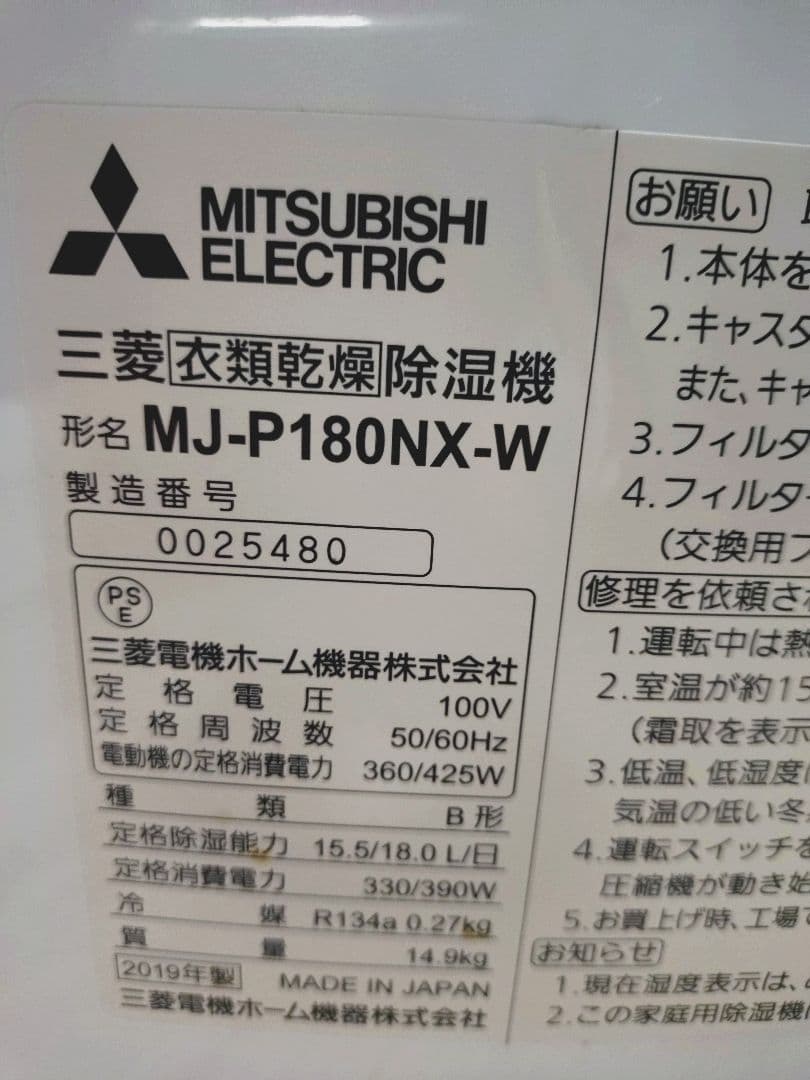 MITSUBISHI
ELECTRIC
三菱衣類乾燥除湿機
形名 MJ-P180NX-W
製造番号
0025480
PS
E
三菱電機ホーム機器株式会社
定格電圧 100V
定格周波数 50/60Hz
電動機の定格消費電力 360/425W
種類 B形
定格除湿能力 15.5/18.0 L/日
定格消費電力 330/390W
冷媒 R134a 0.27kg
質量 14.9kg
2019年製 MADE IN JAPAN
三菱電機ホーム機器株式会社
お願い
1.本体を
2.キャスタ
また、キャ
3.フィルタ
4.フィルター
(交換用フ
修理を依頼さ
1.運転中は熱
2.室温が約15
(霜取を表示
3.低温、低湿度
気温の低い冬
4.運転スイッチを
圧縮機が動き始
5.お買上げ時、工場で
お知らせ
1.現在湿度表示は、
2.この家庭用除湿機